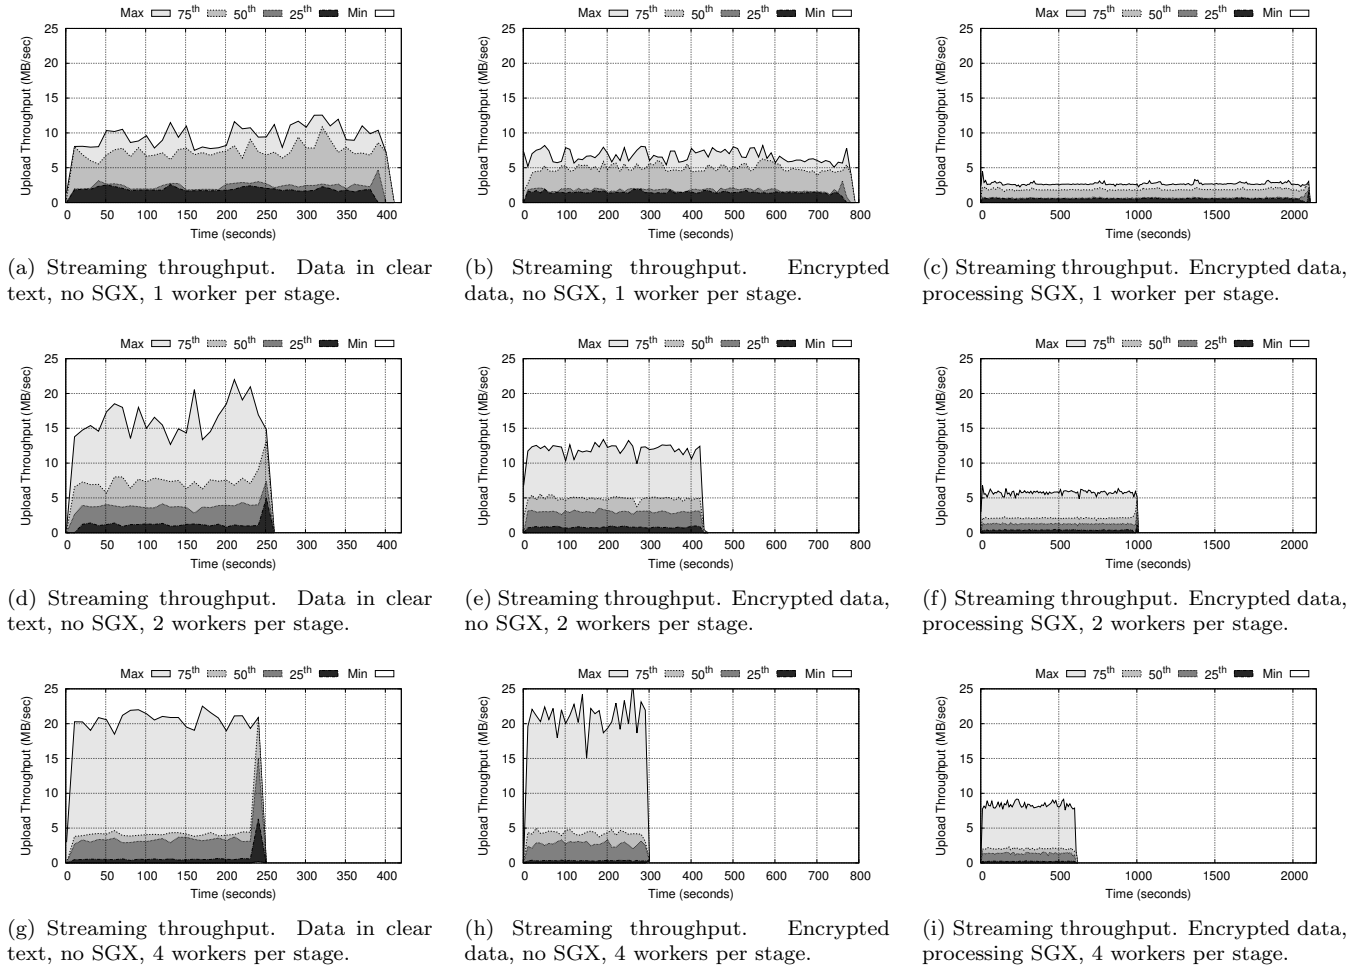 Max 75th 50th 25th Min
Upload Throughput (MB/sec)
25
20
15
10
5
0
0 50 100 150 200 250 300 350 400
Time (seconds)
(a) Streaming throughput. Data in clear
text, no SGX, 1 worker per stage.
Max 75th 50th 25th Min
Upload Throughput (MB/sec)
25
20
15
10
5
0
0 100 200 300 400 500 600 700 800
Time (seconds)
(b) Streaming throughput. Encrypted
data, no SGX, 1 worker per stage.
Max 75th 50th 25th Min
Upload Throughput (MB/sec)
25
20
15
10
5
0
0 500 1000 1500 2000
Time (seconds)
(c) Streaming throughput. Encrypted data,
processing SGX, 1 worker per stage.
Max 75th 50th 25th Min
Upload Throughput (MB/sec)
25
20
15
10
5
0
0 50 100 150 200 250 300 350 400
Time (seconds)
(d) Streaming throughput. Data in clear
text, no SGX, 2 workers per stage.
Max 75th 50th 25th Min
Upload Throughput (MB/sec)
25
20
15
10
5
0
0 100 200 300 400 500 600 700 800
Time (seconds)
(e) Streaming throughput. Encrypted data,
no SGX, 2 workers per stage.
Max 75th 50th 25th Min
Upload Throughput (MB/sec)
25
20
15
10
5
0
0 500 1000 1500 2000
Time (seconds)
(f) Streaming throughput. Encrypted data,
processing SGX, 2 workers per stage.
Max 75th 50th 25th Min
Upload Throughput (MB/sec)
25
20
15
10
5
0
0 50 100 150 200 250 300 350 400
Time (seconds)
(g) Streaming throughput. Data in clear
text, no SGX, 4 workers per stage.
Max 75th 50th 25th Min
Upload Throughput (MB/sec)
25
20
15
10
5
0
0 100 200 300 400 500 600 700 800
Time (seconds)
(h) Streaming throughput. Encrypted
data, no SGX, 4 workers per stage.
Max 75th 50th 25th Min
Upload Throughput (MB/sec)
25
20
15
10
5
0
0 500 1000 1500 2000
Time (seconds)
(i) Streaming throughput. Encrypted data,
processing SGX, 4 workers per stage.